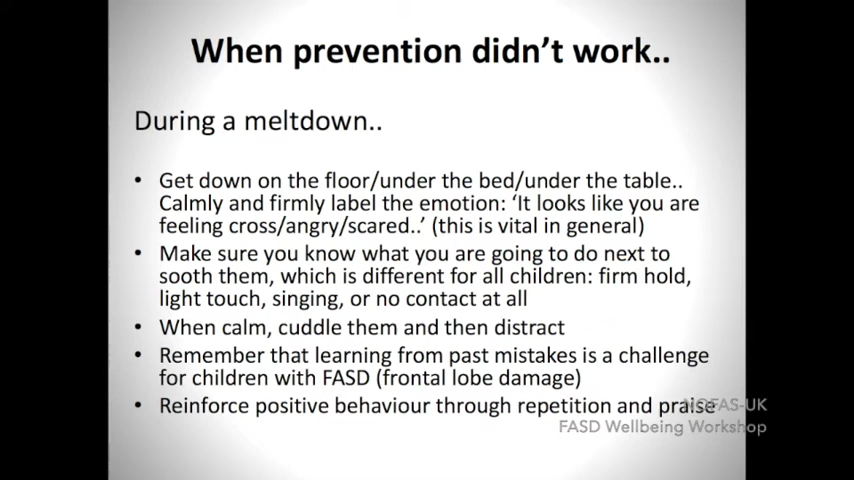 When prevention didn't work..
During a meltdown..
• Get down on the floor/under the bed/under the table..
Calmly and firmly label the emotion: ‘It looks like you are
feeling cross/angry/scared..’ (this is vital in general)
• Make sure you know what you are going to do next to
sooth them, which is different for all children: firm hold,
light touch, singing, or no contact at all
• When calm, cuddle them and then distract
• Remember that learning from past mistakes is a challenge
for children with FASD (frontal lobe damage)
• Reinforce positive behaviour through repetition and praise
NOFAS-UK
FASD Wellbeing Workshop